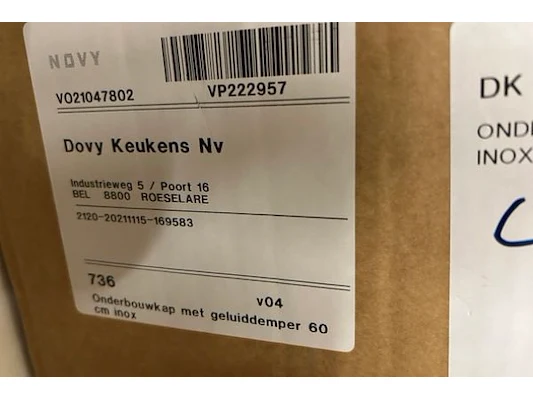 NOVY
VO21047802
VP222957
Dovy Keukens Nv
Industrieweg 5 / Poort 16
BEL 8800 ROESELARE
2120-20211115-169583
736
v04
Onderbouwkap met geluiddemper 60
cm inox
DK
INOX